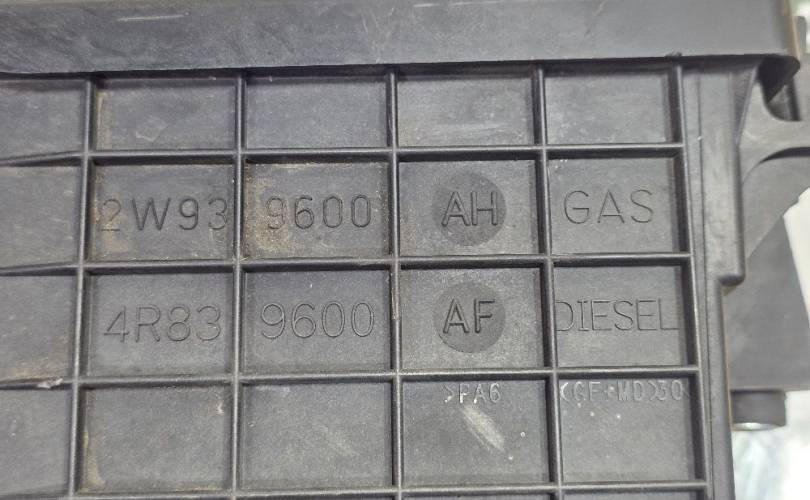 2W93 9600 AH GAS
4R83 9600 AF DIESEL
>PA6 <GF+MD>30